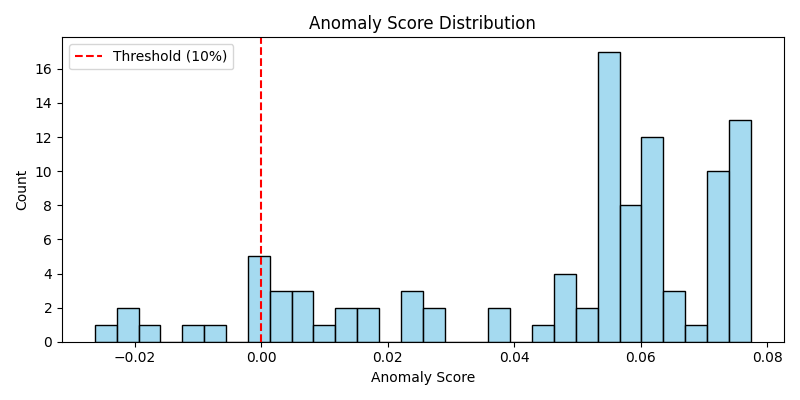 Anomaly Score Distribution
Threshold (10%)
Count
16
14
12
10
8
6
4
2
0
−0.02 0.00 0.02 0.04 0.06 0.08
Anomaly Score